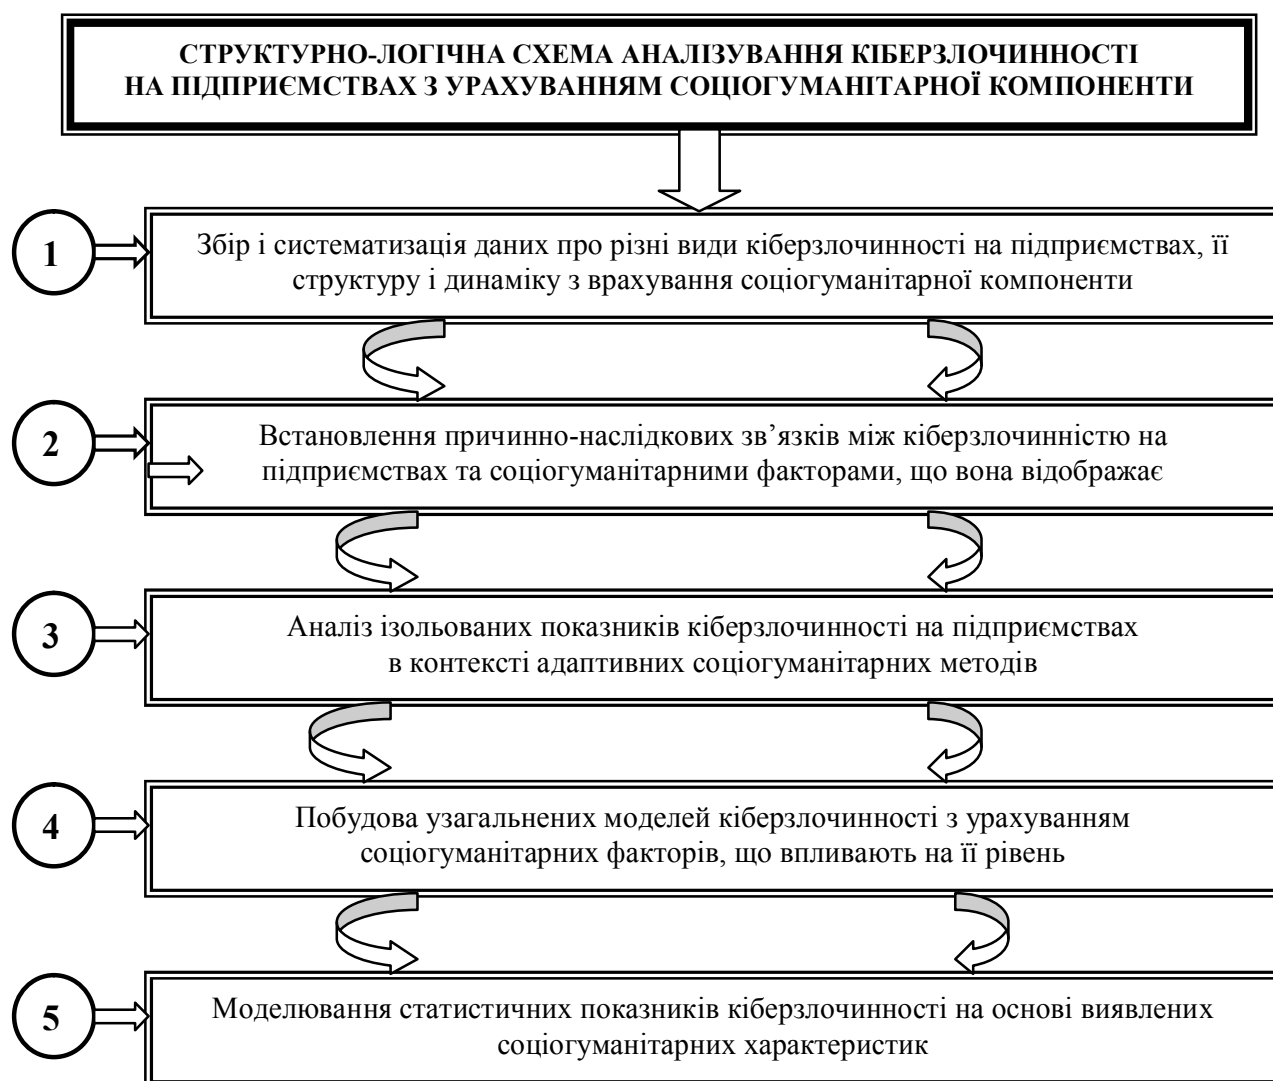 СТРУКТУРНО-ЛОГІЧНА СХЕМА АНАЛІЗУВАННЯ КІБЕРЗЛОЧИННОСТІ
НА ПІДПРИЄМСТВАХ З УРАХУВАННЯМ СОЦІОГУМАНІТАРНОЇ КОМПОНЕНТИ
1
Збір і систематизація даних про різні види кіберзлочинності на підприємствах, її
структуру і динаміку з врахування соціогуманітарної компоненти
2
Встановлення причинно-наслідкових зв’язків між кіберзлочинністю на
підприємствах та соціогуманітарними факторами, що вона відображає
3
Аналіз ізольованих показників кіберзлочинності на підприємствах
в контексті адаптивних соціогуманітарних методів
4
Побудова узагальнених моделей кіберзлочинності з урахуванням
соціогуманітарних факторів, що впливають на її рівень
5
Моделювання статистичних показників кіберзлочинності на основі виявлених
соціогуманітарних характеристик